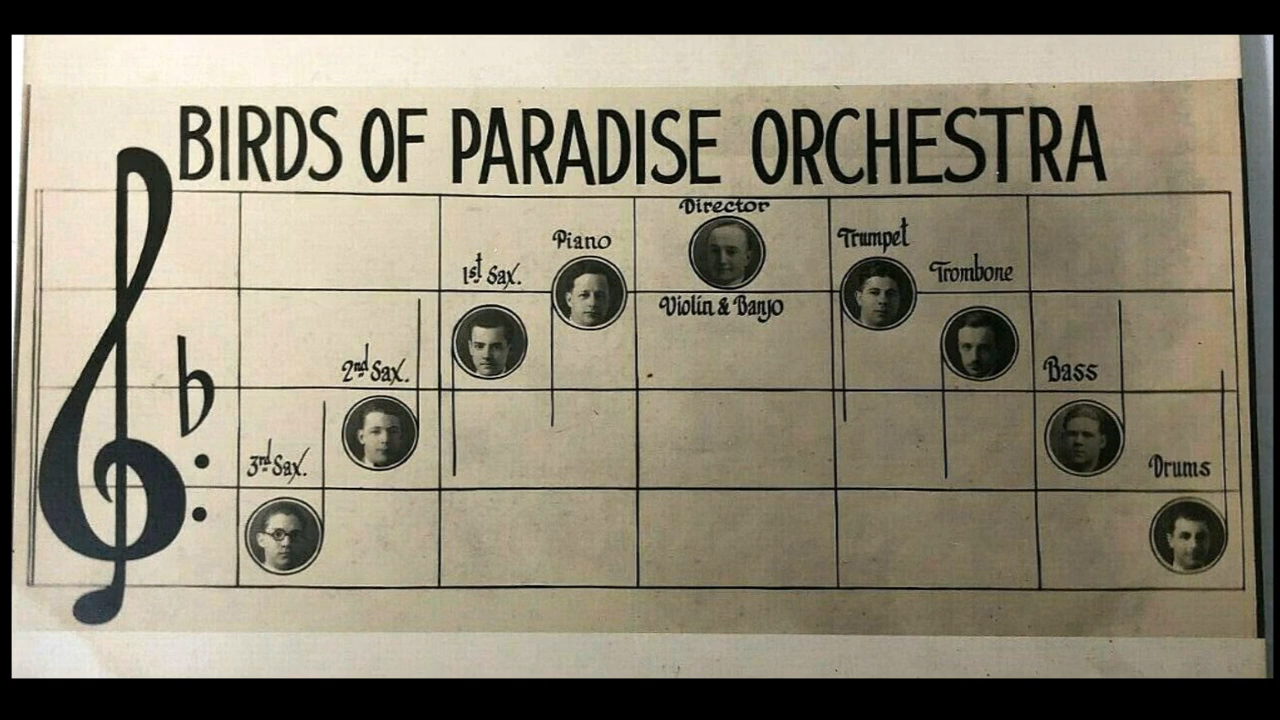 BIRDS OF PARADISE ORCHESTRA
Director
Violin & Banjo
Piano
Trumpet
1st Sax.
Trombone
2nd Sax.
Bass
3rd Sax.
Drums